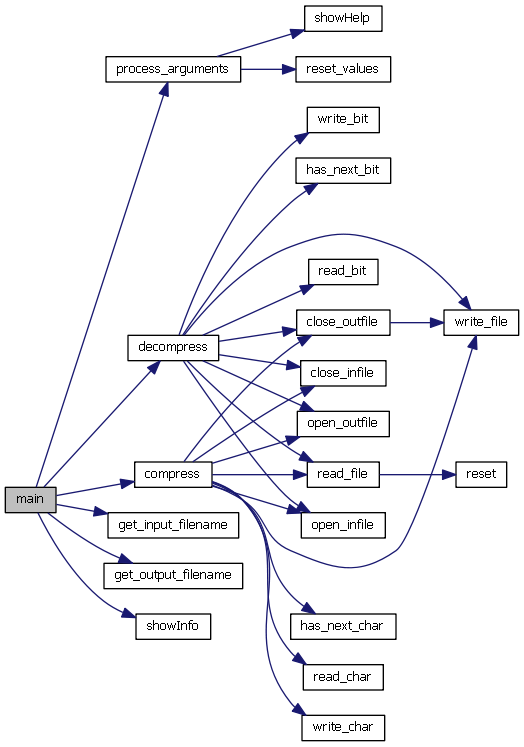 showHelp
process_arguments
reset_values
write_bit
has_next_bit
read_bit
close_outfile
write_file
decompress
close_infile
open_outfile
compress
read_file
reset
main
get_input_filename
open_infile
get_output_filename
showInfo
has_next_char
read_char
write_char